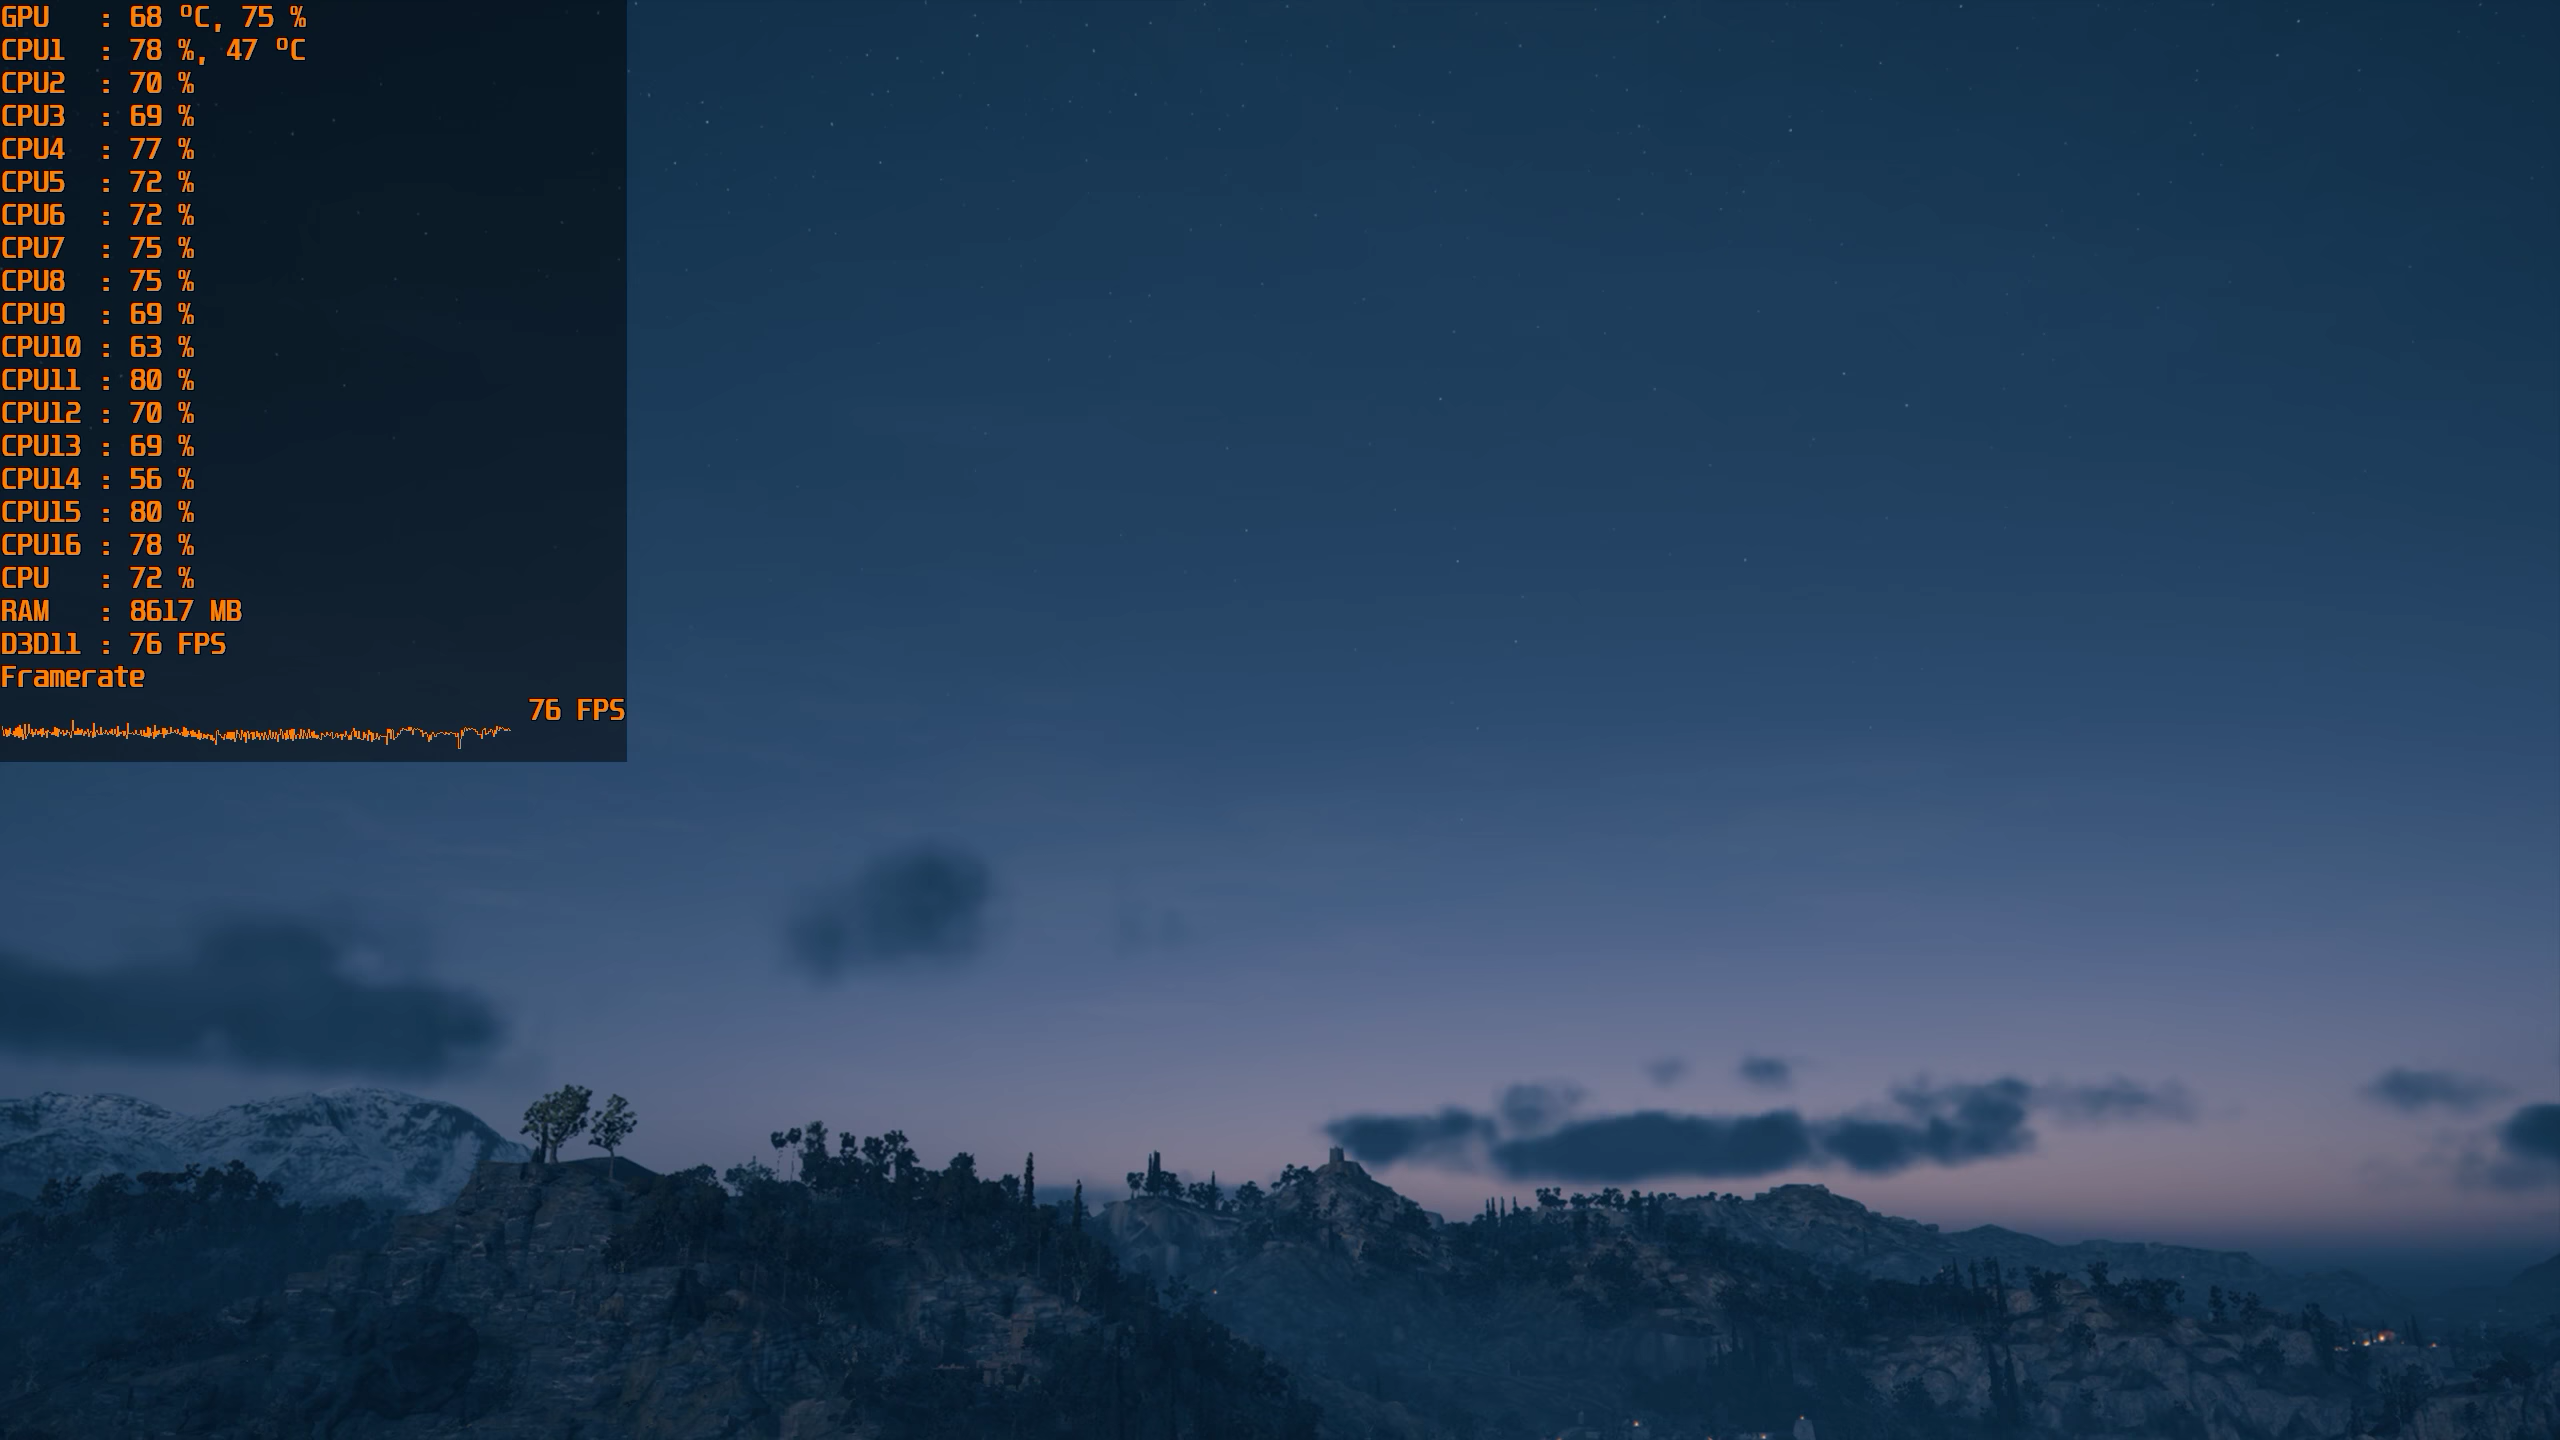 GPU : 68 ºC, 75 %
CPU1 : 78 %, 47 ºC
CPU2 : 70 %
CPU3 : 69 %
CPU4 : 77 %
CPU5 : 72 %
CPU6 : 72 %
CPU7 : 75 %
CPU8 : 75 %
CPU9 : 69 %
CPU10 : 63 %
CPU11 : 80 %
CPU12 : 70 %
CPU13 : 69 %
CPU14 : 56 %
CPU15 : 80 %
CPU16 : 78 %
CPU : 72 %
RAM : 8617 MB
D3D11 : 76 FPS
Framerate
76 FPS